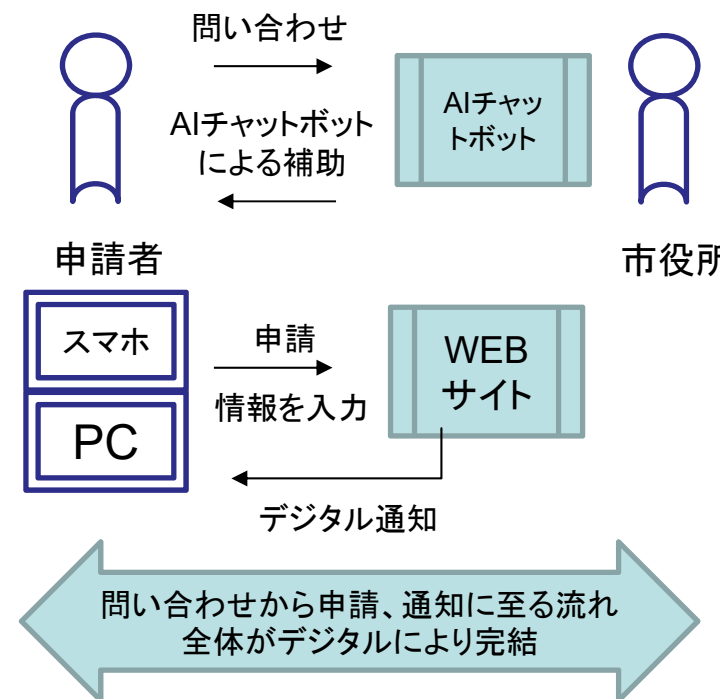 問い合わせ
AIチャットボット
による補助
AIチャッ
トボット
申請者
市役所
スマホ
PC
申請
情報を入力
WEB
サイト
デジタル通知
問い合わせから申請、通知に至る流れ
全体がデジタルにより完結